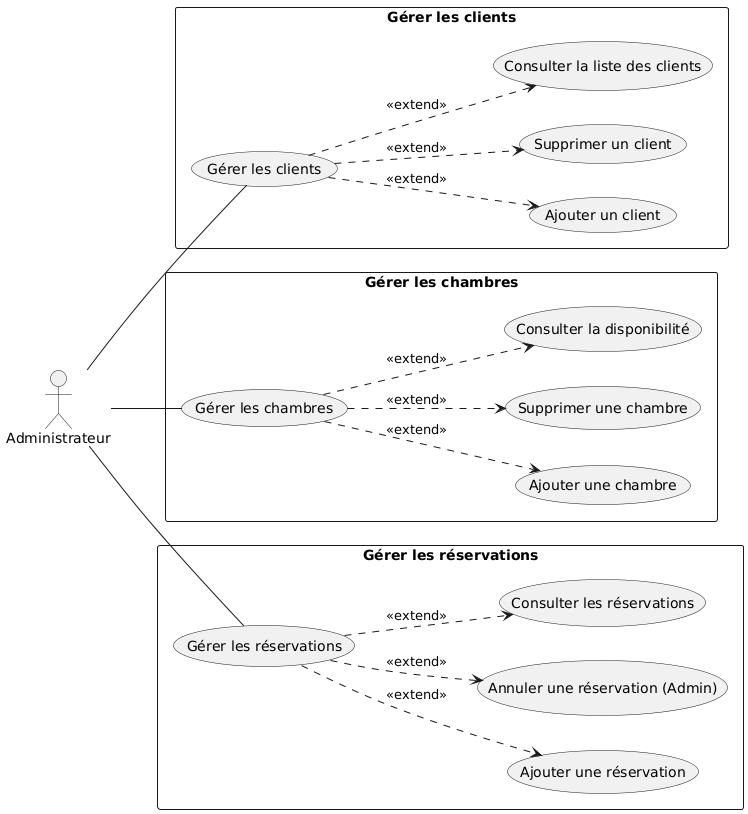 Gérer les clients
Consulter la liste des clients
«extend»
Supprimer un client
«extend»
Gérer les clients
«extend»
Ajouter un client
Gérer les chambres
Consulter la disponibilité
«extend»
«extend»
Gérer les chambres
Supprimer une chambre
«extend»
Administrateur
Ajouter une chambre
Gérer les réservations
Consulter les réservations
«extend»
Gérer les réservations
«extend»
Annuler une réservation (Admin)
«extend»
Ajouter une réservation